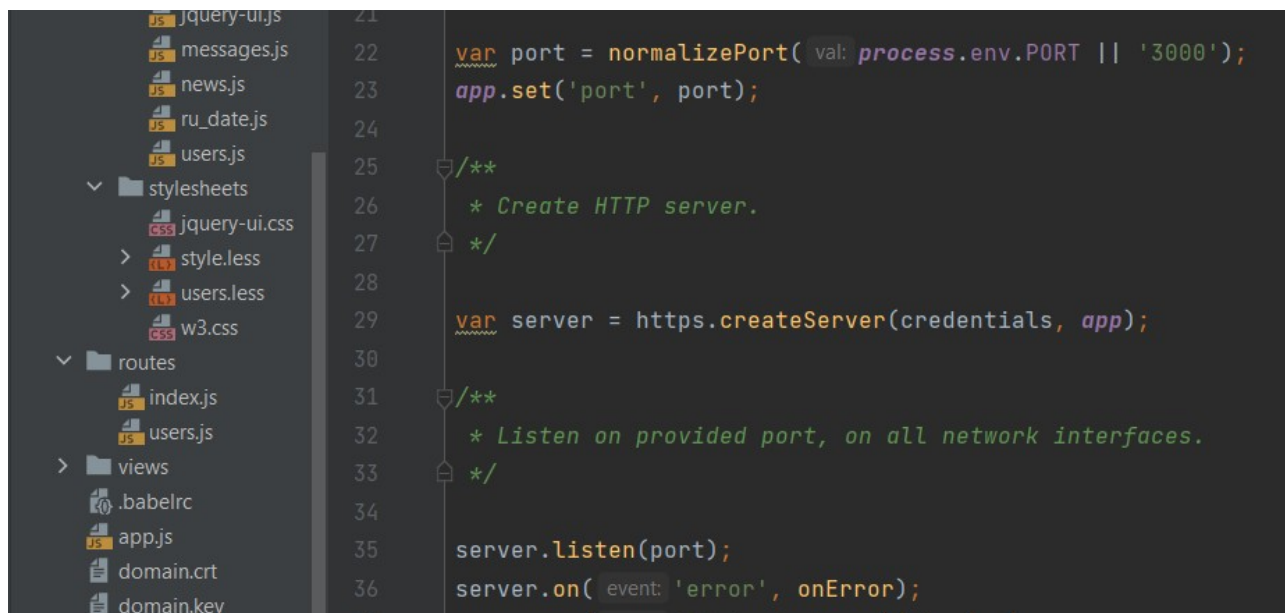 jquery-ui.js
messages.js
news.js
ru_date.js
users.js
stylesheets
jquery-ui.css
style.less
users.less
w3.css
routes
index.js
users.js
views
.babelrc
app.js
domain.crt
domain.key
21
22 var port = normalizePort( val: process.env.PORT || '3000');
23 app.set('port', port);
24
25 /**
26 * Create HTTP server.
27 */
28
29 var server = https.createServer(credentials, app);
30
31 /**
32 * Listen on provided port, on all network interfaces.
33 */
34
35 server.listen(port);
36 server.on( event: 'error', onError);